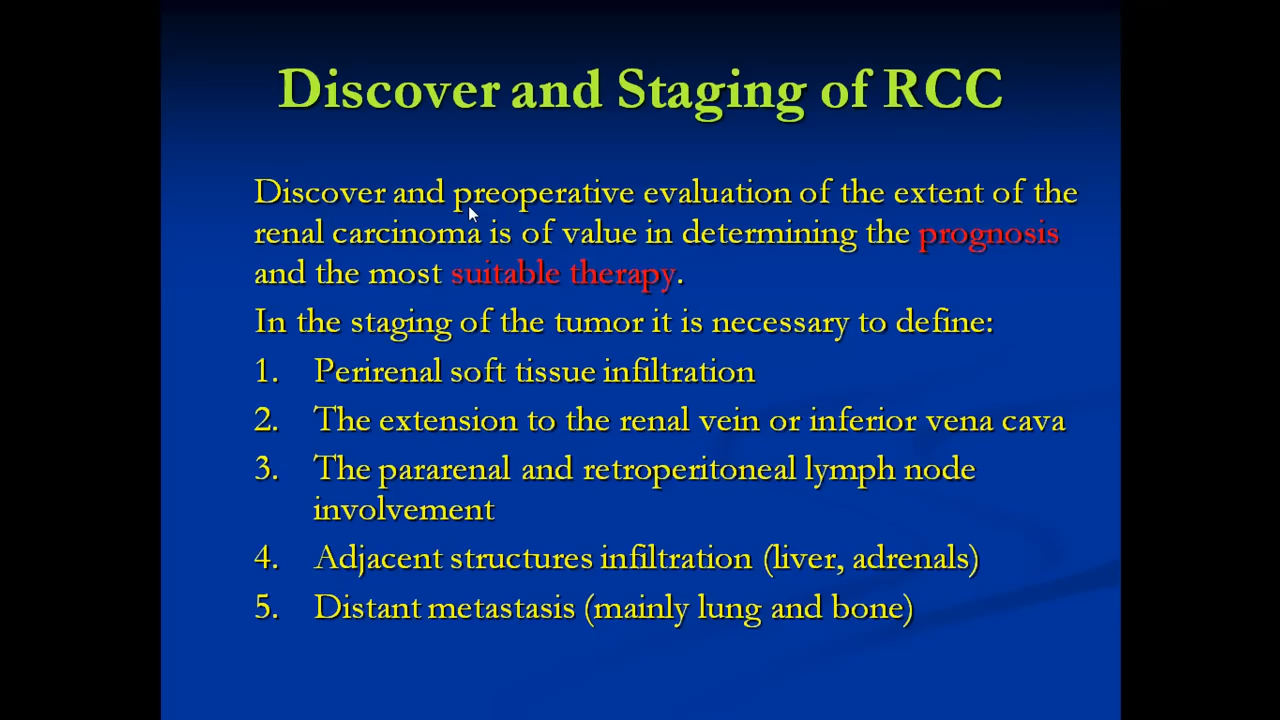 Discover and Staging of RCC
Discover and preoperative evaluation of the extent of the
renal carcinoma is of value in determining the prognosis
and the most suitable therapy.
In the staging of the tumor it is necessary to define:
1. Perirenal soft tissue infiltration
2. The extension to the renal vein or inferior vena cava
3. The pararenal and retroperitoneal lymph node
involvement
4. Adjacent structures infiltration (liver, adrenals)
5. Distant metastasis (mainly lung and bone)